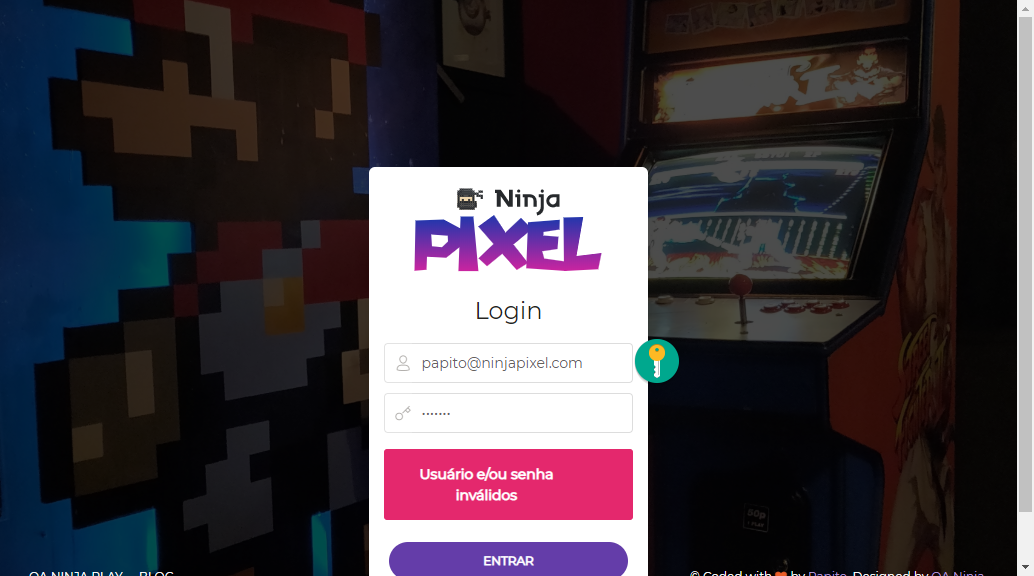 Ninja
PIXEL
Login
papito@ninjapixel.com
Usuário e/ou senha
inválidos
ENTRAR
QA NINJA PLAY BLOG
© Coded with by Papito. Designed by QA Ninja
50p